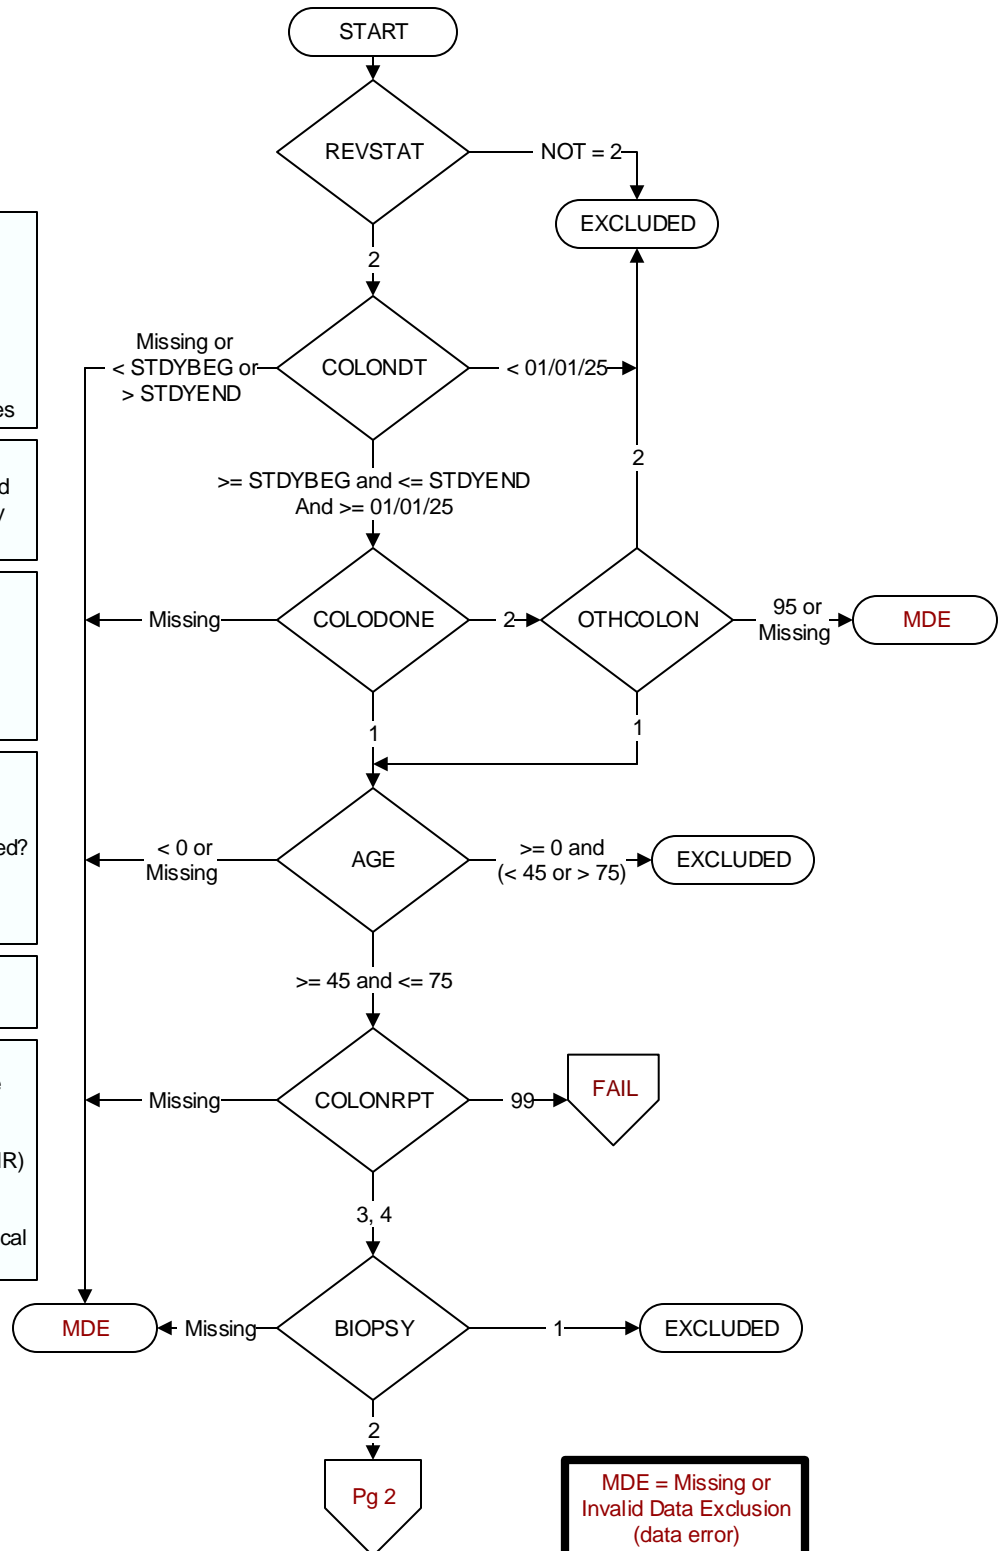 START
REVSTAT
NOT = 2
EXCLUDED
2
Missing or
< STDYBEG or
> STDYEND
COLONDT
< 01/01/25
2
>= STDYBEG and <= STDYEND
And >= 01/01/25
Missing
COLODONE
2
OTHCOLON
95 or
Missing
MDE
1
1
< 0 or
Missing
AGE
>= 0 and
(< 45 or > 75)
EXCLUDED
>= 45 and <= 75
Missing
COLONRPT
99
FAIL
3, 4
MDE
Missing
BIOPSY
1
EXCLUDED
2
Pg 2
MDE = Missing or
Invalid Data Exclusion
(data error)